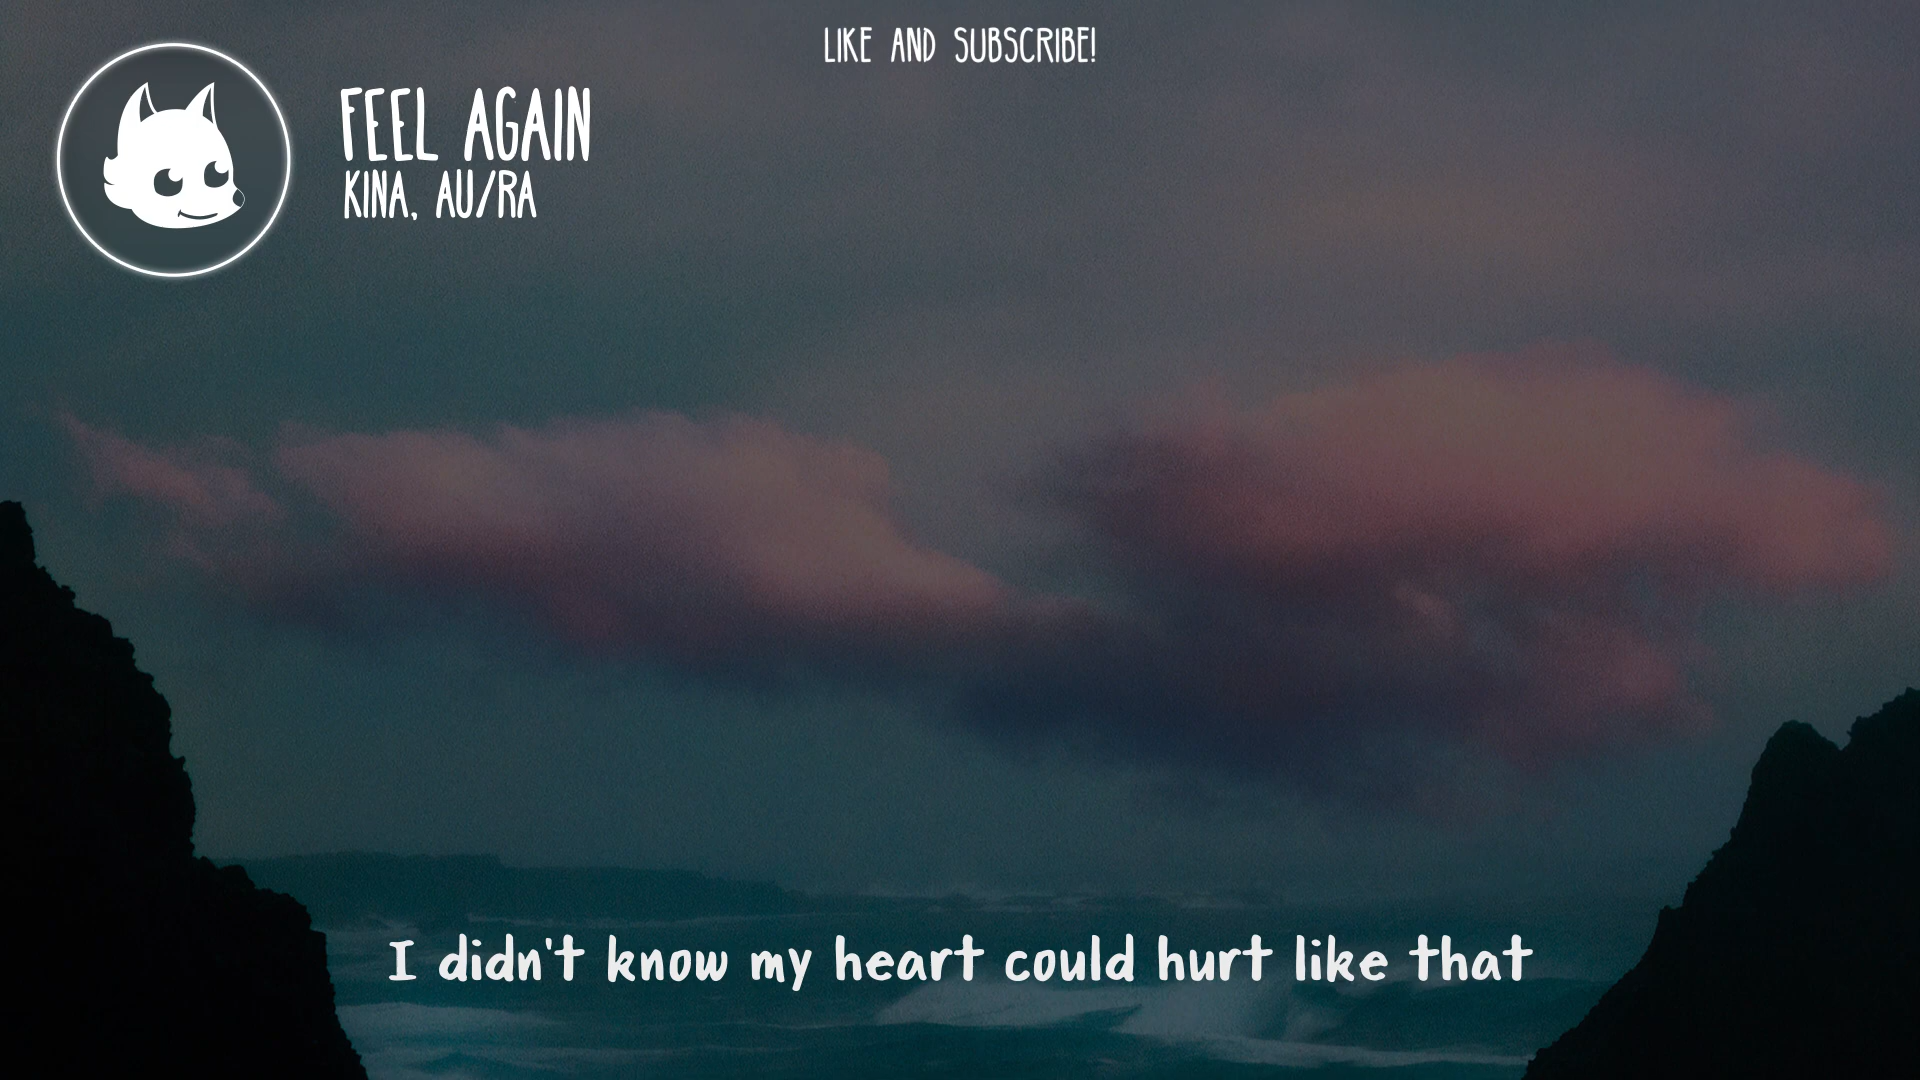 LIKE AND SUBSCRIBE!
FEEL AGAIN
KINA, AU/RA
I didn't know my heart could hurt like that